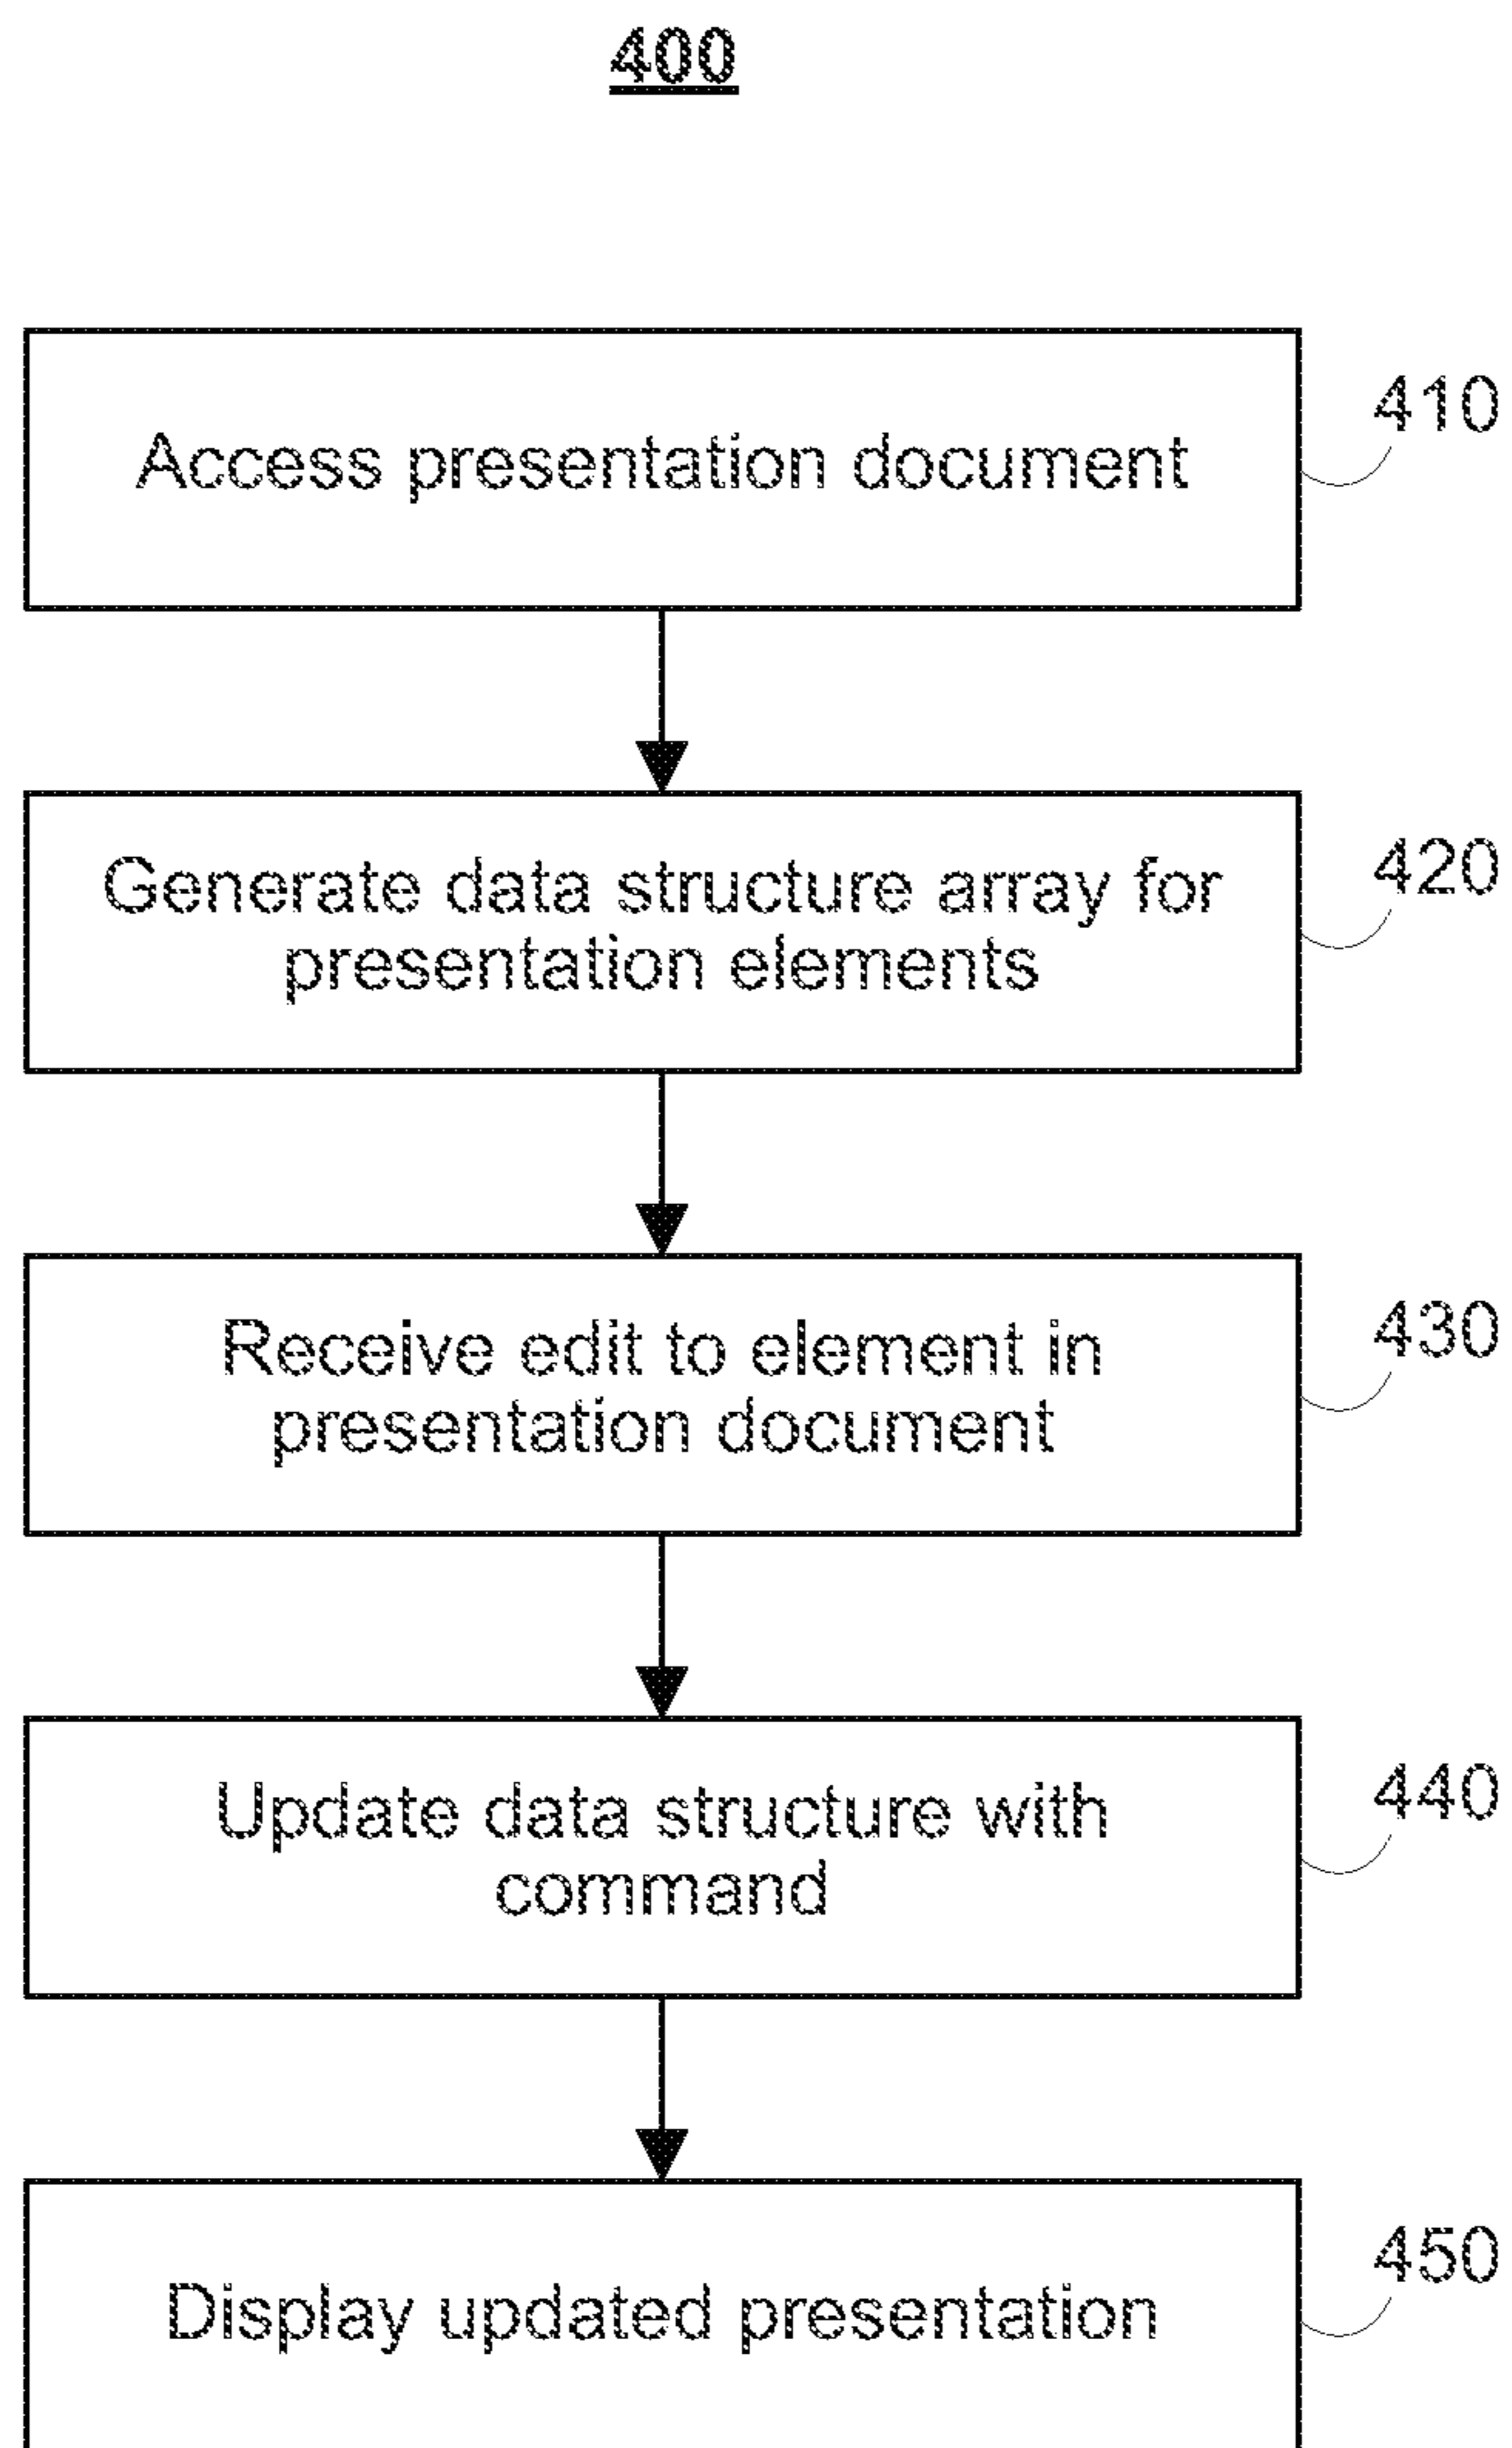 400
Access presentation document
410
Generate data structure array for
presentation elements
420
Receive edit to element in
presentation document
430
Update data structure with
command
440
Display updated presentation
450